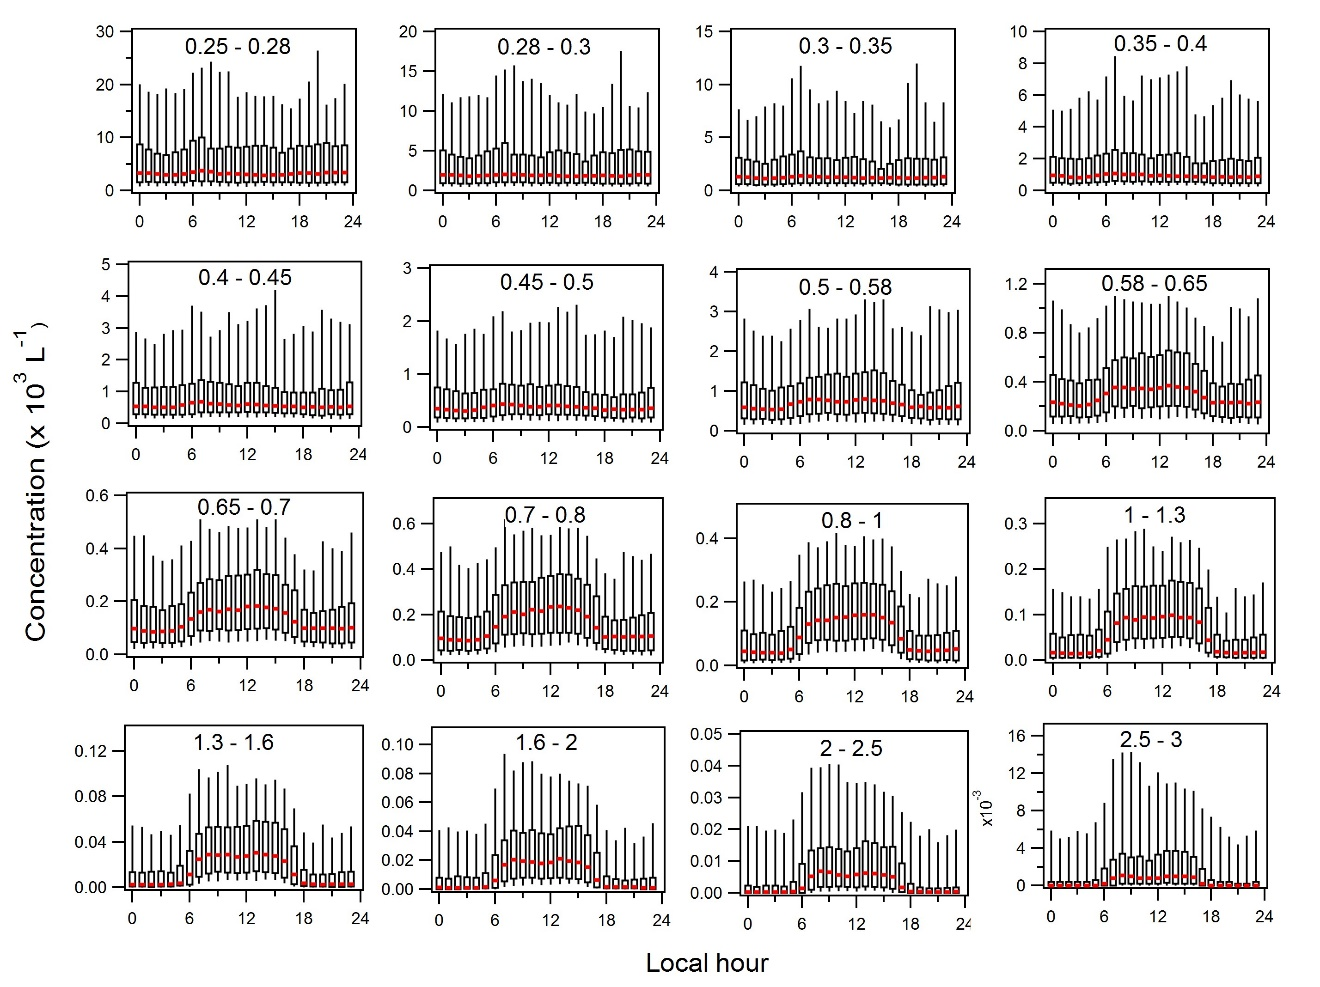 0.25 - 0.28
30
20
10
0
0 6 12 18 24
0.28 - 0.3
20
15
10
5
0
0 6 12 18 24
0.3 - 0.35
15
10
5
0
0 6 12 18 24
0.35 - 0.4
10
8
6
4
2
0
0 6 12 18 24
0.4 - 0.45
5
4
3
2
1
0
0 6 12 18 24
0.45 - 0.5
3
2
1
0
0 6 12 18 24
0.5 - 0.58
4
3
2
1
0
0 6 12 18 24
0.58 - 0.65
1.2
0.8
0.4
0.0
0 6 12 18 24
Concentration (x 10³ L⁻¹)
0.65 - 0.7
0.6
0.4
0.2
0.0
0 6 12 18 24
0.7 - 0.8
0.6
0.4
0.2
0.0
0 6 12 18 24
0.8 - 1
0.4
0.2
0.0
0 6 12 18 24
1 - 1.3
0.3
0.2
0.1
0.0
0 6 12 18 24
1.3 - 1.6
0.12
0.08
0.04
0.00
0 6 12 18 24
1.6 - 2
0.10
0.08
0.06
0.04
0.02
0.00
0 6 12 18 24
2 - 2.5
0.05
0.04
0.03
0.02
0.01
0.00
0 6 12 18 24
2.5 - 3
16
12
8
4
0
x10⁻³
0 6 12 18 24
Local hour